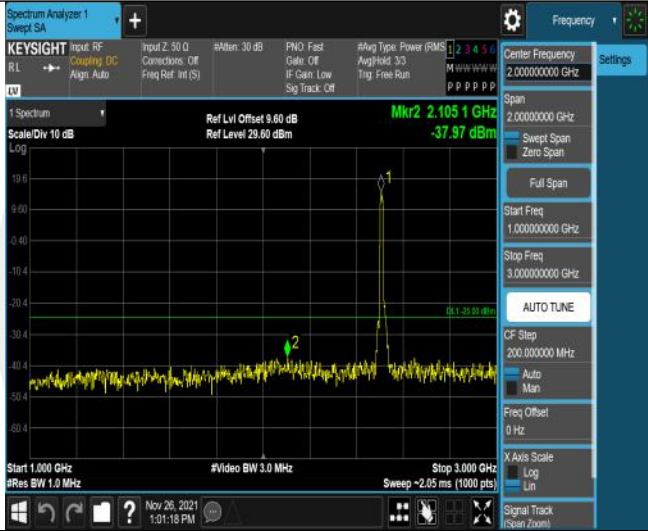 Spectrum Analyzer 1
Swept SA
+
Frequency
KEYSIGHT
Input: RF
Input Z: 50 Ω
#Atten: 30 dB
PNO: Fast
#Avg Type: Power (RMS
1 2 3 4 5 6
RL
Coupling: DC
Corrections: Off
Gate: Off
Avg|Hold: 3/3
M W W W W W
Align: Auto
Freq Ref: Int (S)
IF Gain: Low
Trig: Free Run
Sig Track: Off
P P P P P P
LV
1 Spectrum
Ref Lvl Offset 9.60 dB
Mkr2 2.105 1 GHz
Scale/Div 10 dB
Ref Level 29.60 dBm
-37.97 dBm
Log
19.6
1
9.60
-0.40
-10.4
-20.4
DL1 -25.00 dBm
-30.4
2
-40.4
-50.4
-60.4
Start 1.000 GHz
#Video BW 3.0 MHz
Stop 3.000 GHz
#Res BW 1.0 MHz
Sweep ~2.05 ms (1000 pts)
Nov 26, 2021
1:01:18 PM
?
Center Frequency
2.000000000 GHz
Settings
Span
2.00000000 GHz
Swept Span
Zero Span
Full Span
Start Freq
1.000000000 GHz
Stop Freq
3.000000000 GHz
AUTO TUNE
CF Step
200.000000 MHz
Auto
Man
Freq Offset
0 Hz
X Axis Scale
Log
Lin
Signal Track
(Span Zoom)